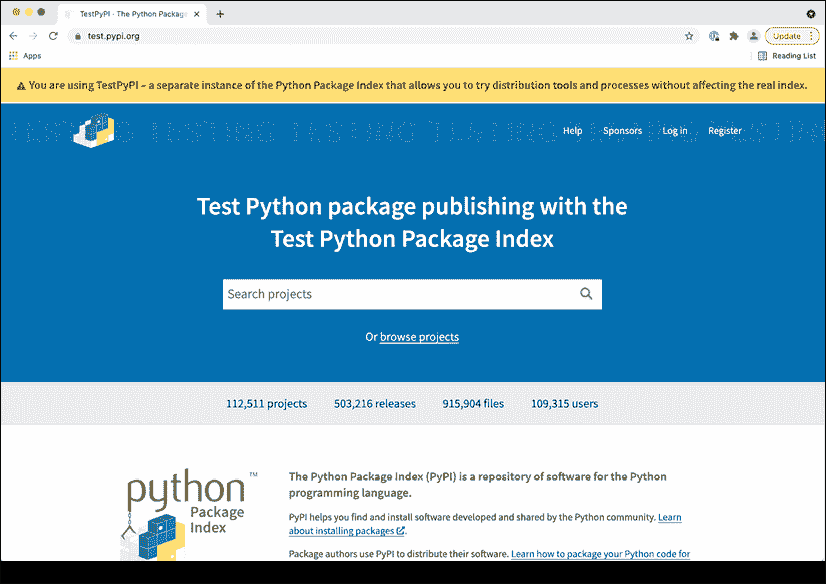 TestPyPI · The Python Package
test.pypi.org
Update
Apps
Reading List
You are using TestPyPI – a separate instance of the Python Package Index that allows you to try distribution tools and processes without affecting the real index.
Help Sponsors Log in Register
Test Python package publishing with the
Test Python Package Index
Search projects
Or browse projects
112,511 projects 503,216 releases 915,904 files 109,315 users
python™
Package
Index
The Python Package Index (PyPI) is a repository of software for the Python
programming language.
PyPI helps you find and install software developed and shared by the Python community. Learn
about installing packages.
Package authors use PyPI to distribute their software. Learn how to package your Python code for